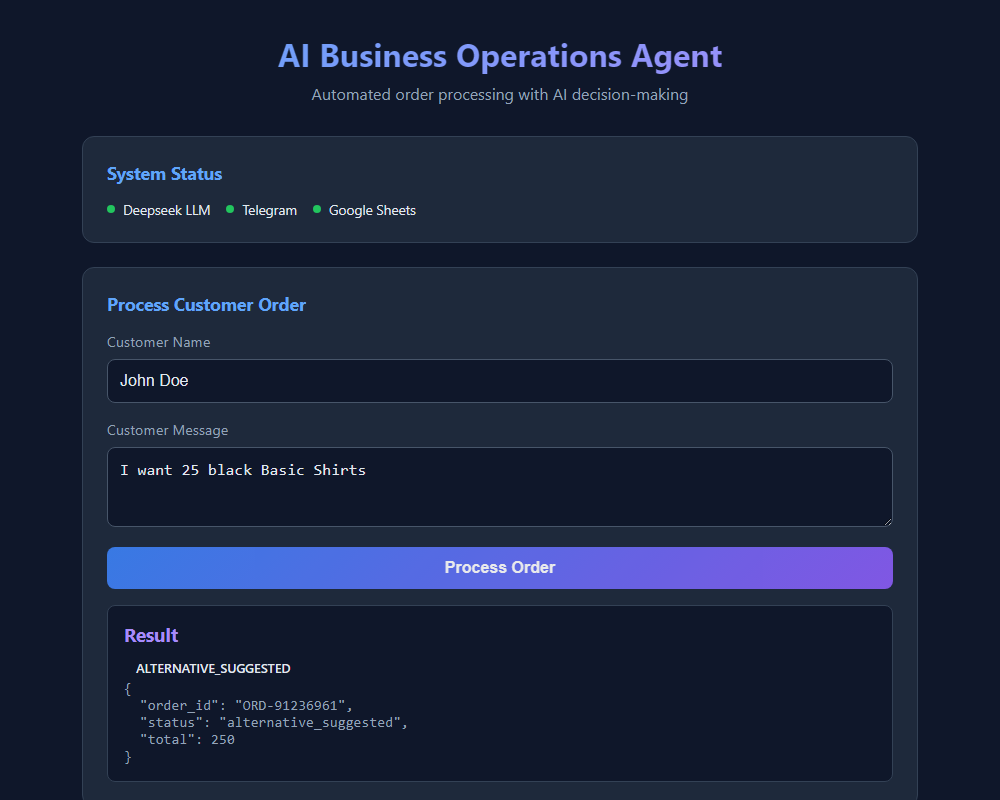 AI Business Operations Agent
Automated order processing with AI decision-making
System Status
Deepseek LLM Telegram Google Sheets
Process Customer Order
Customer Name
John Doe
Customer Message
I want 25 black Basic Shirts
Process Order
Result
ALTERNATIVE_SUGGESTED
{
  "order_id": "ORD-91236961",
  "status": "alternative_suggested",
  "total": 250
}